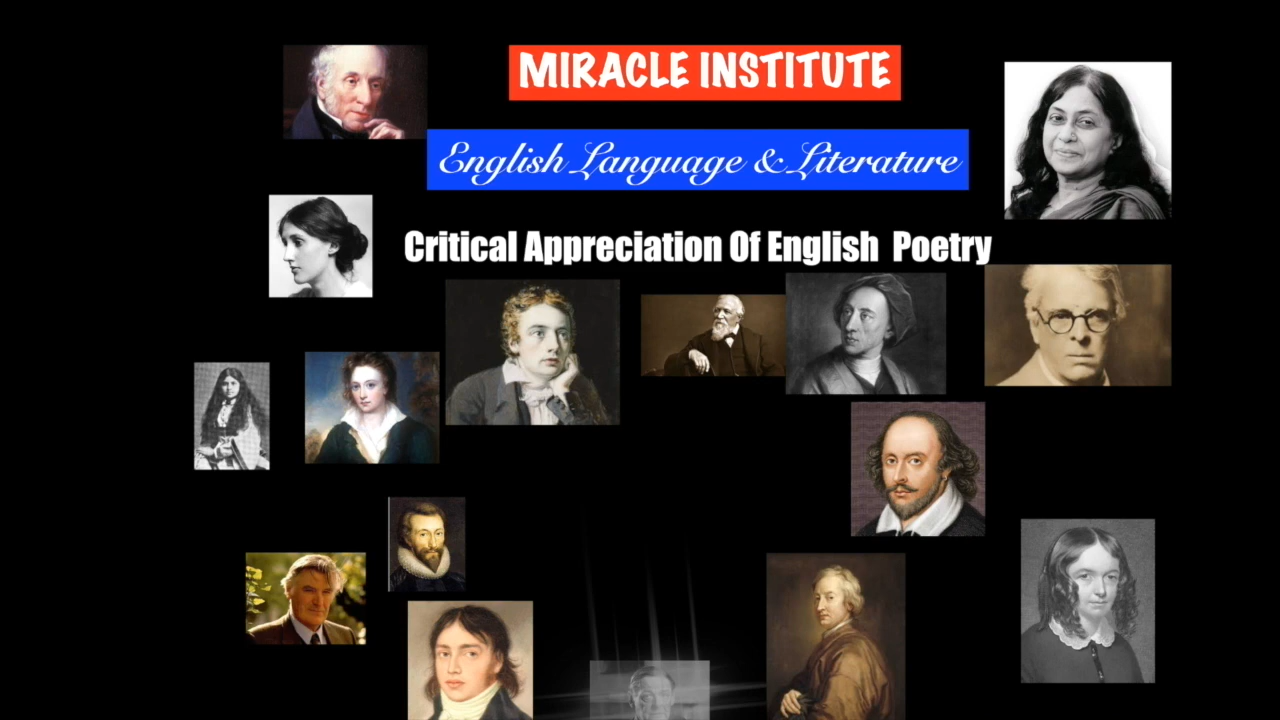 MIRACLE INSTITUTE
English Language & Literature
Critical Appreciation Of English Poetry